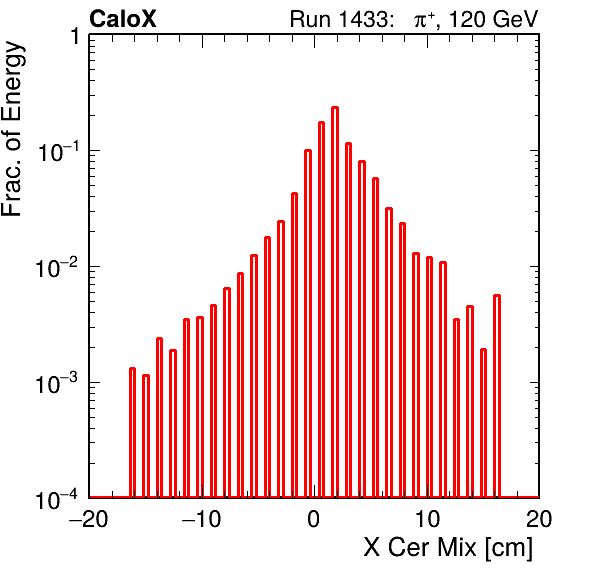 CaloX Run 1433: π⁺, 120 GeV
Frac. of Energy
1
10⁻¹
10⁻²
10⁻³
10⁻⁴
−20 −10 0 10 20
X Cer Mix [cm]